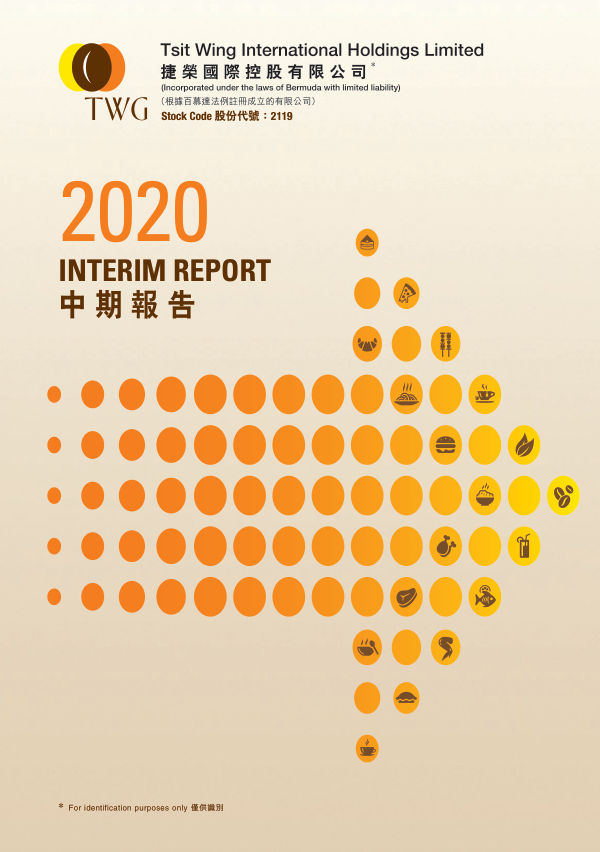 Tsit Wing International Holdings Limited
捷榮國際控股有限公司*
(Incorporated under the laws of Bermuda with limited liability)
（根據百慕達法例註冊成立的有限公司）
Stock Code 股份代號：2119
TWG
2020
INTERIM REPORT
中期報告
* For identification purposes only 僅供識別